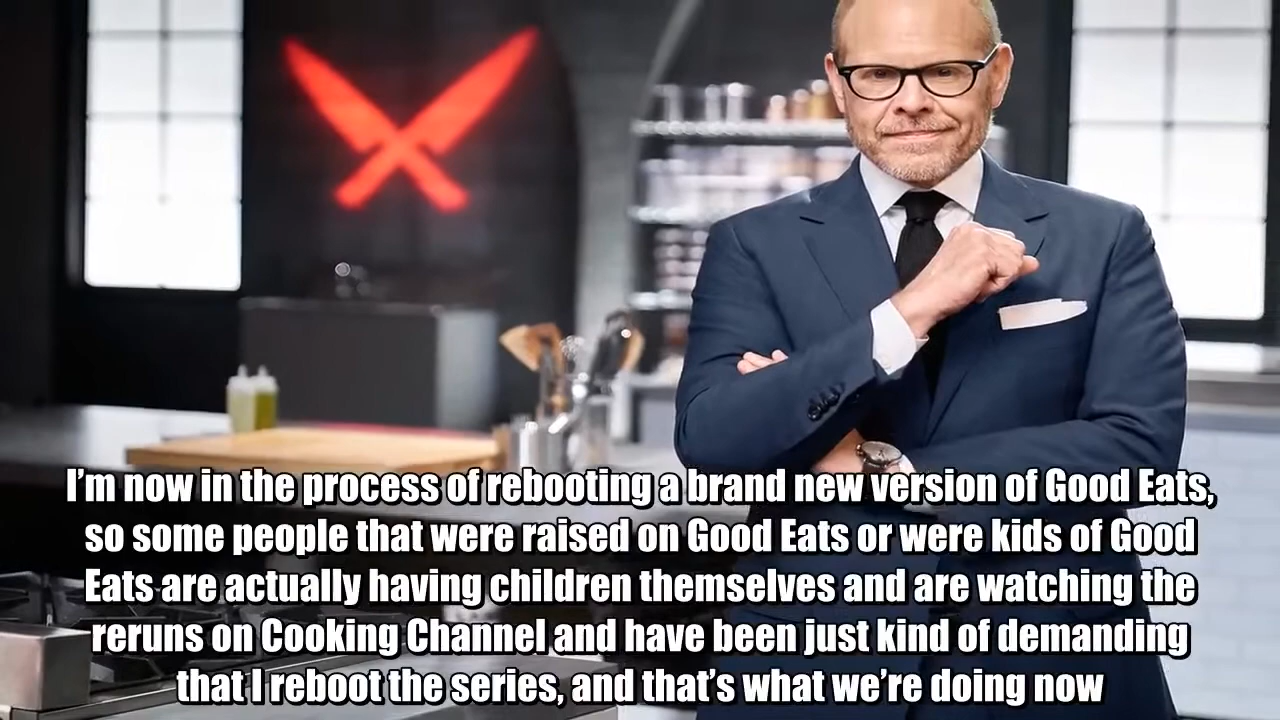 I’m now in the process of rebooting a brand new version of Good Eats,
so some people that were raised on Good Eats or were kids of Good
Eats are actually having children themselves and are watching the
reruns on Cooking Channel and have been just kind of demanding
that I reboot the series, and that’s what we’re doing now